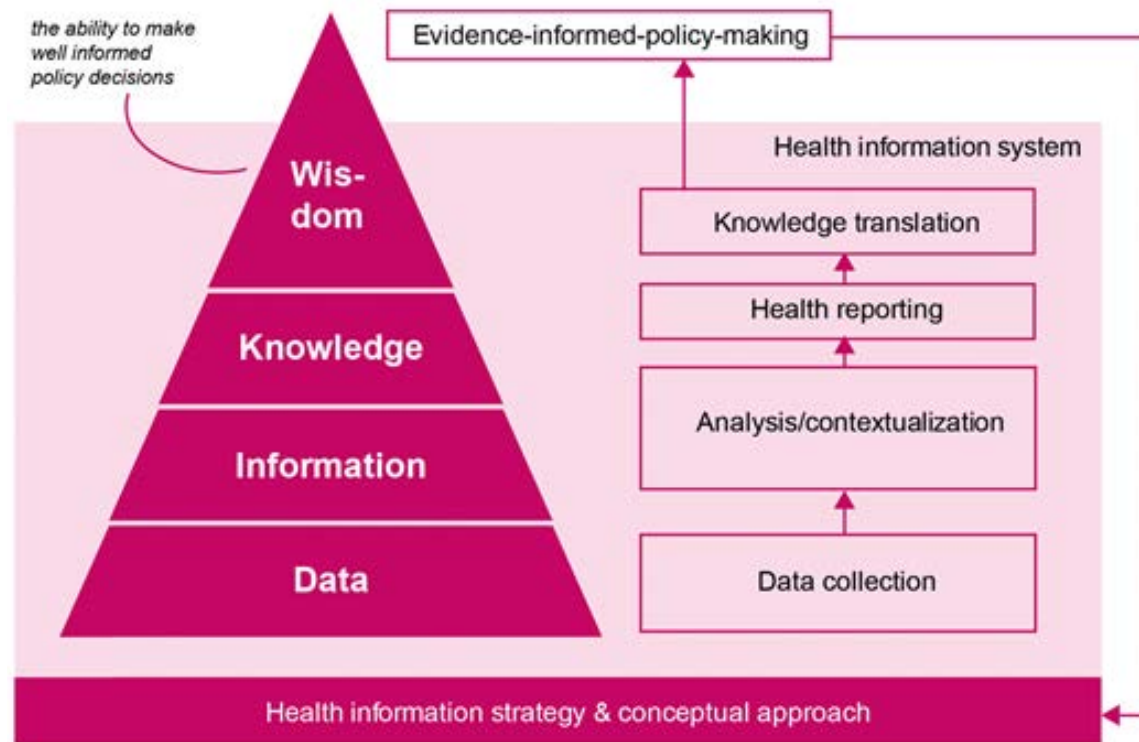 the ability to make
well informed
policy decisions
Evidence-informed-policy-making
Health information system
Wis-
dom
Knowledge translation
Health reporting
Knowledge
Analysis/contextualization
Information
Data
Data collection
Health information strategy & conceptual approach